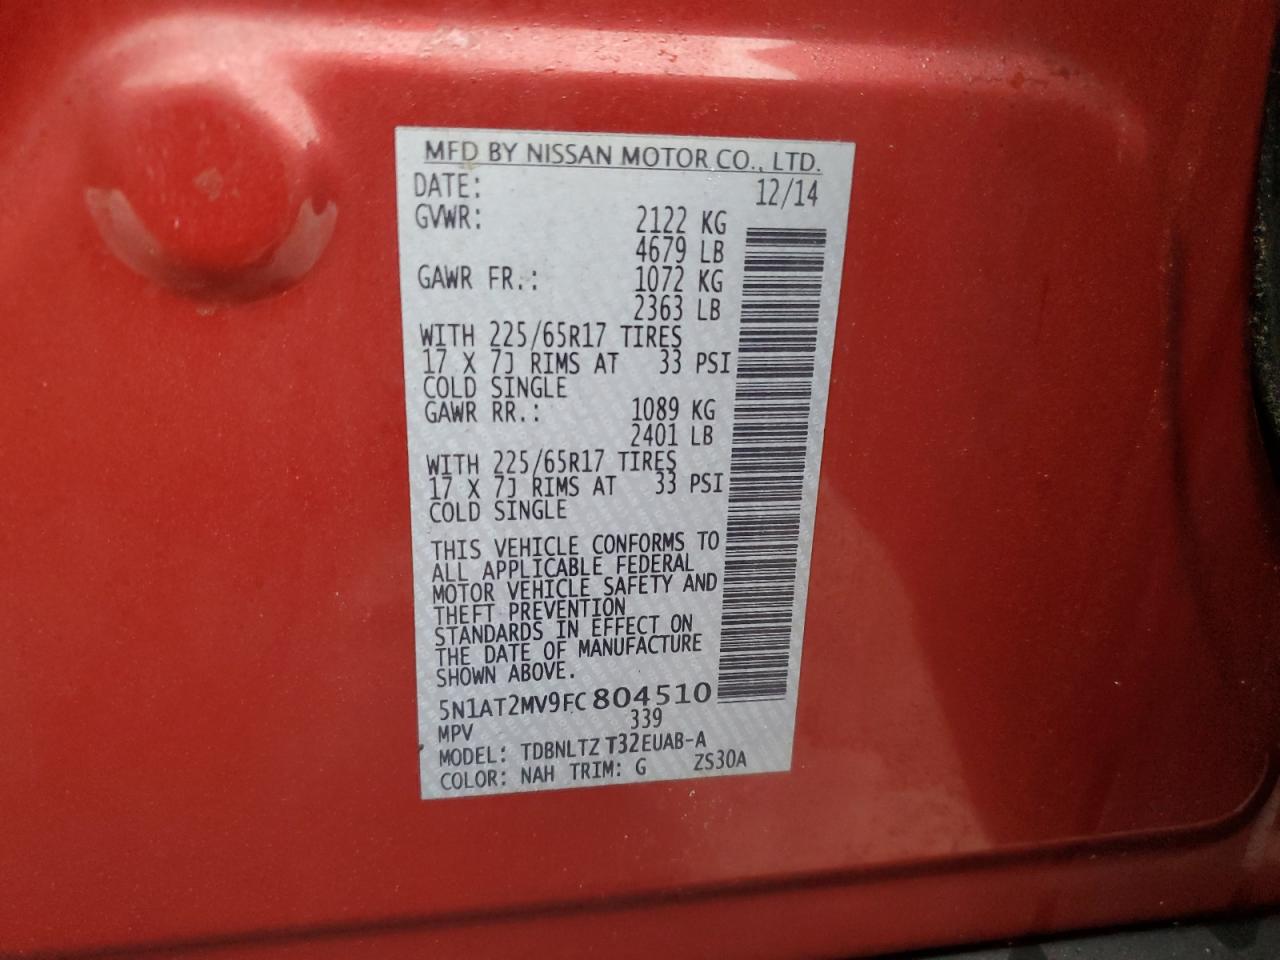 MFD BY NISSAN MOTOR CO., LTD.
DATE: 12/14
GVWR: 2122 KG
4679 LB
GAWR FR.: 1072 KG
2363 LB
WITH 225/65R17 TIRES
17 X 7J RIMS AT 33 PSI
COLD SINGLE
GAWR RR.: 1089 KG
2401 LB
WITH 225/65R17 TIRES
17 X 7J RIMS AT 33 PSI
COLD SINGLE
THIS VEHICLE CONFORMS TO
ALL APPLICABLE FEDERAL
MOTOR VEHICLE SAFETY AND
THEFT PREVENTION
STANDARDS IN EFFECT ON
THE DATE OF MANUFACTURE
SHOWN ABOVE.
5N1AT2MV9FC804510
MPV 339
MODEL: TDBNLTZ T32EUAB-A
COLOR: NAH TRIM: G ZS30A